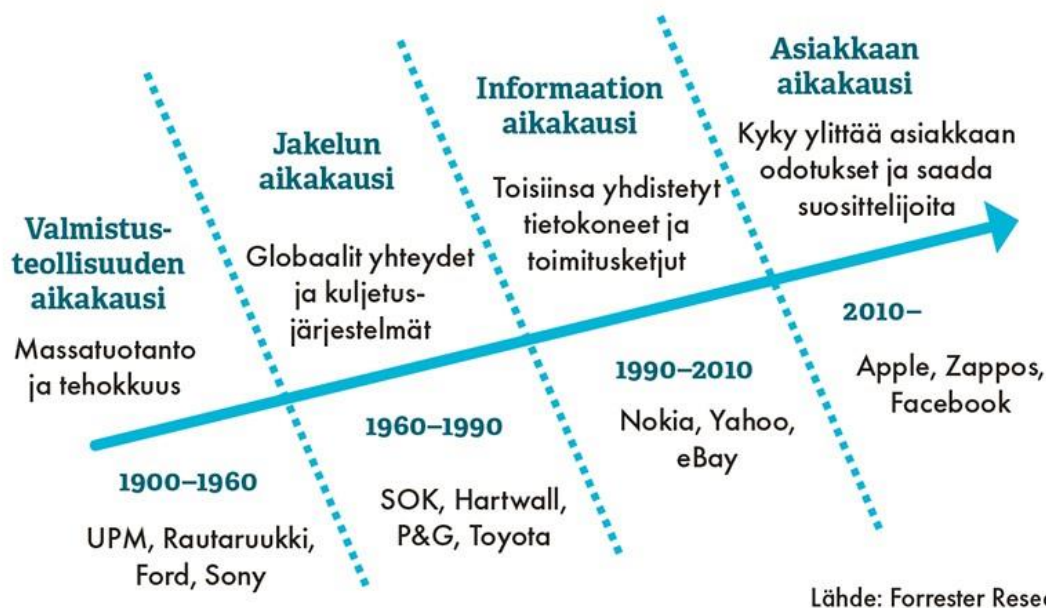 Valmistus-
teollisuuden
aikakausi
Massatuotanto
ja tehokkuus
1900–1960
UPM, Rautaruukki,
Ford, Sony
Jakelun
aikakausi
Globaalit yhteydet
ja kuljetus-
järjestelmät
1960–1990
SOK, Hartwall,
P&G, Toyota
Informaation
aikakausi
Toisiinsa yhdistetyt
tietokoneet ja
toimitusketjut
1990–2010
Nokia, Yahoo,
eBay
Asiakkaan
aikakausi
Kyky ylittää asiakkaan
odotukset ja saada
suosittelijoita
2010–
Apple, Zappos,
Facebook
Lähde: Forrester